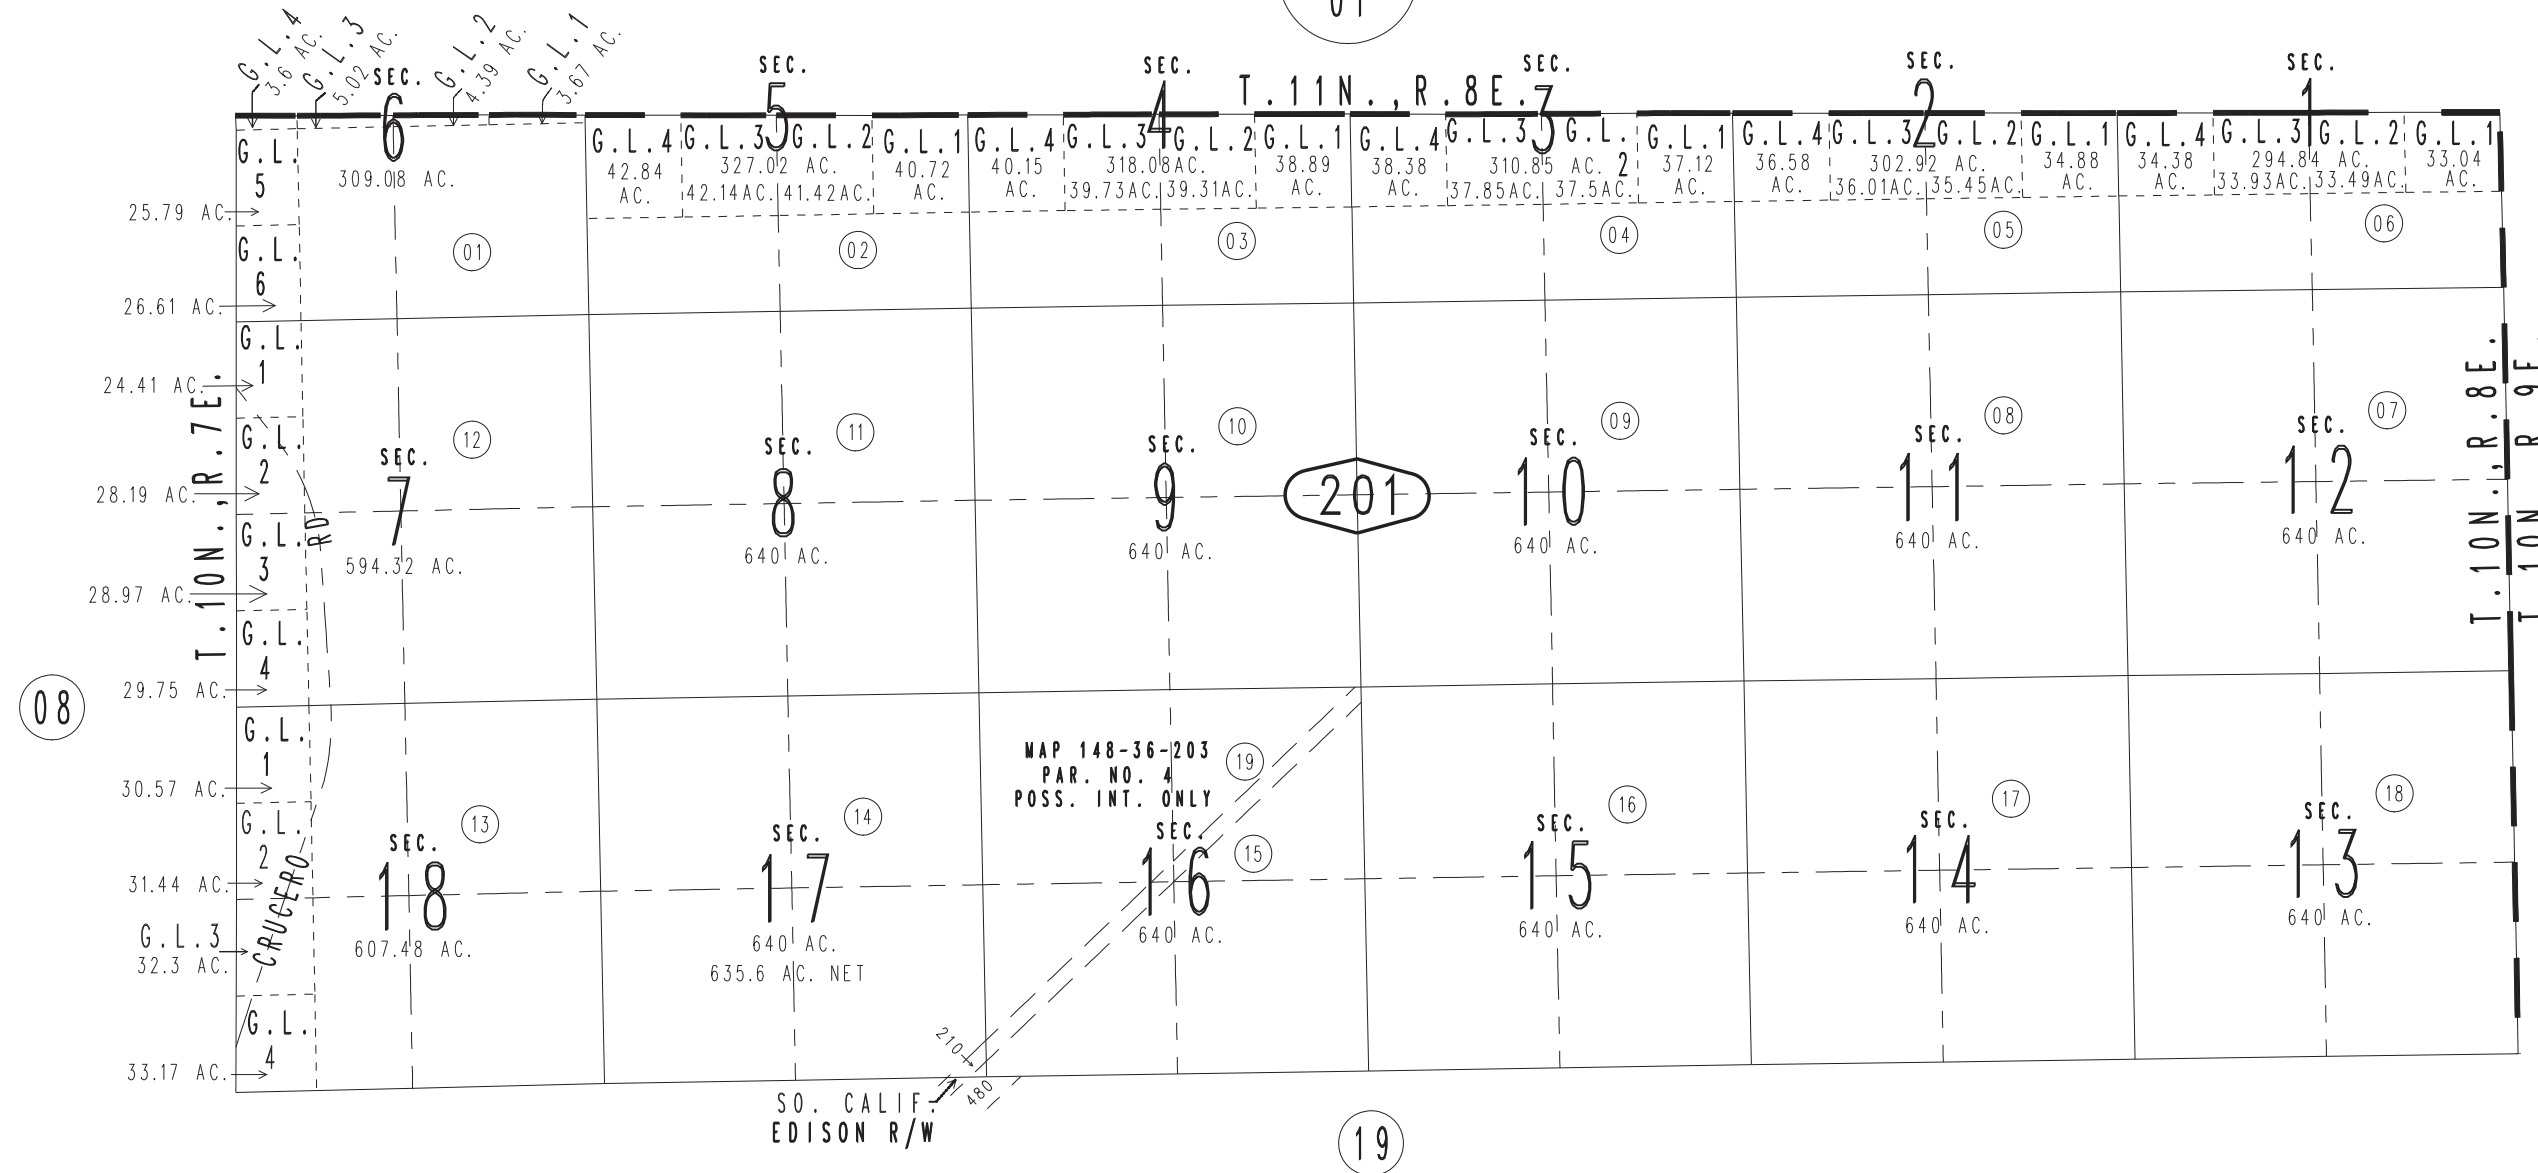 01
G.L.4
3.6 AC.
G.L.3
5.02 AC.
G.L.2
4.39 AC.
G.L.1
3.67 AC.
T.11N.,R.8E.
SEC.
6
309.08 AC.
01
G.L.
5
25.79 AC.
G.L.
6
26.61 AC.
SEC.
5
327.02 AC.
G.L.4
42.84
AC.
G.L.3
42.14AC.
G.L.2
41.42AC.
G.L.1
40.72
AC.
02
SEC.
4
318.08AC.
G.L.4
40.15
AC.
G.L.3
39.73AC.
G.L.2
39.31AC.
G.L.1
38.89
AC.
03
SEC.
3
310.85 AC.
G.L.4
38.38
AC.
G.L.3
37.85AC.
G.L.
2
37.5AC.
G.L.1
37.12
AC.
04
SEC.
2
302.92 AC.
G.L.4
36.58
AC.
G.L.3
36.01AC.
G.L.2
35.45AC.
G.L.1
34.88
AC.
05
SEC.
1
294.84 AC.
G.L.4
34.38
AC.
G.L.3
33.93AC.
G.L.2
33.49AC.
G.L.1
33.04
AC.
06
T.10N.,R.7E.
G.L.
1
24.41 AC.
G.L.
2
28.19 AC.
G.L.
3
28.97 AC.
G.L.
4
29.75 AC.
RD
SEC.
7
594.32 AC.
12
SEC.
8
640 AC.
11
SEC.
9
640 AC.
10
201
SEC.
10
640 AC.
09
SEC.
11
640 AC.
08
SEC.
12
640 AC.
07
T.10N.,R.8E.
T 10N R 9E
08
G.L.
1
30.57 AC.
G.L.
2
31.44 AC.
G.L.3
32.3 AC.
G.L.
4
33.17 AC.
CRUCERO
SEC.
18
607.48 AC.
13
SEC.
17
640 AC.
635.6 AC. NET
14
MAP 148-36-203
PAR. NO. 4
POSS. INT. ONLY
19
SEC.
16
640 AC.
15
SEC.
15
640 AC.
16
SEC.
14
640 AC.
17
SEC.
13
640 AC.
18
210
480
SO. CALIF.
EDISON R/W
19